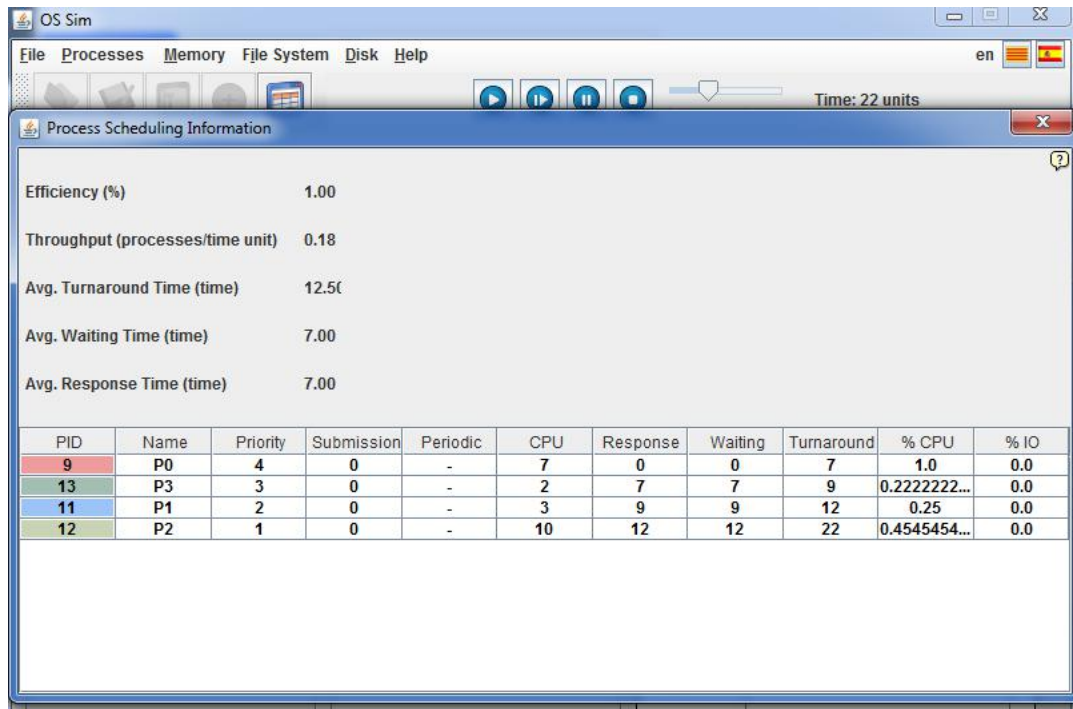 OS Sim
File Processes Memory File System Disk Help en
Time: 22 units
Process Scheduling Information
?
Efficiency (%) 1.00
Throughput (processes/time unit) 0.18
Avg. Turnaround Time (time) 12.50
Avg. Waiting Time (time) 7.00
Avg. Response Time (time) 7.00
PID Name Priority Submission Periodic CPU Response Waiting Turnaround % CPU % IO
9 P0 4 0 - 7 0 0 7 1.0 0.0
13 P3 3 0 - 2 7 7 9 0.2222222... 0.0
11 P1 2 0 - 3 9 9 12 0.25 0.0
12 P2 1 0 - 10 12 12 22 0.4545454... 0.0